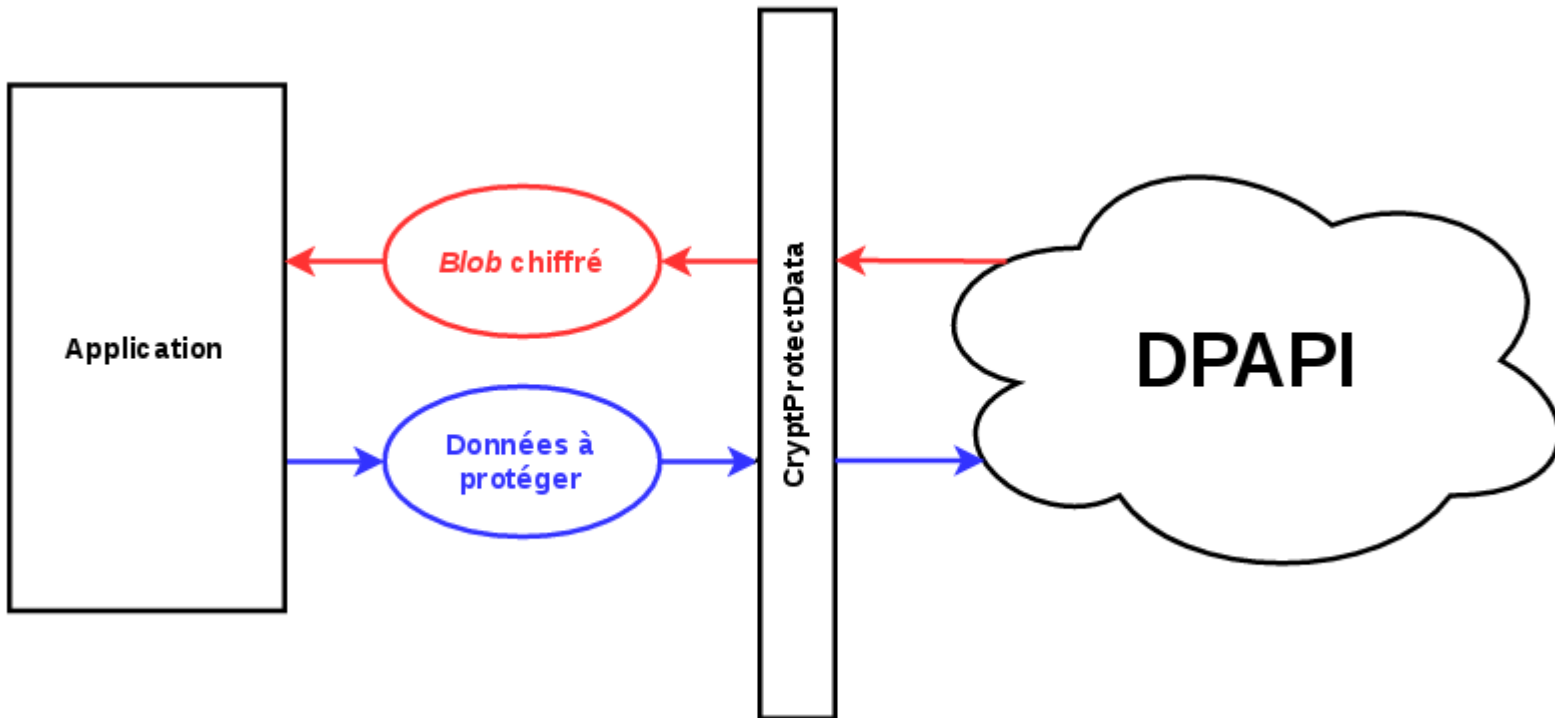 Application
Blob chiffré
Données à
protéger
CryptProtectData
DPAPI